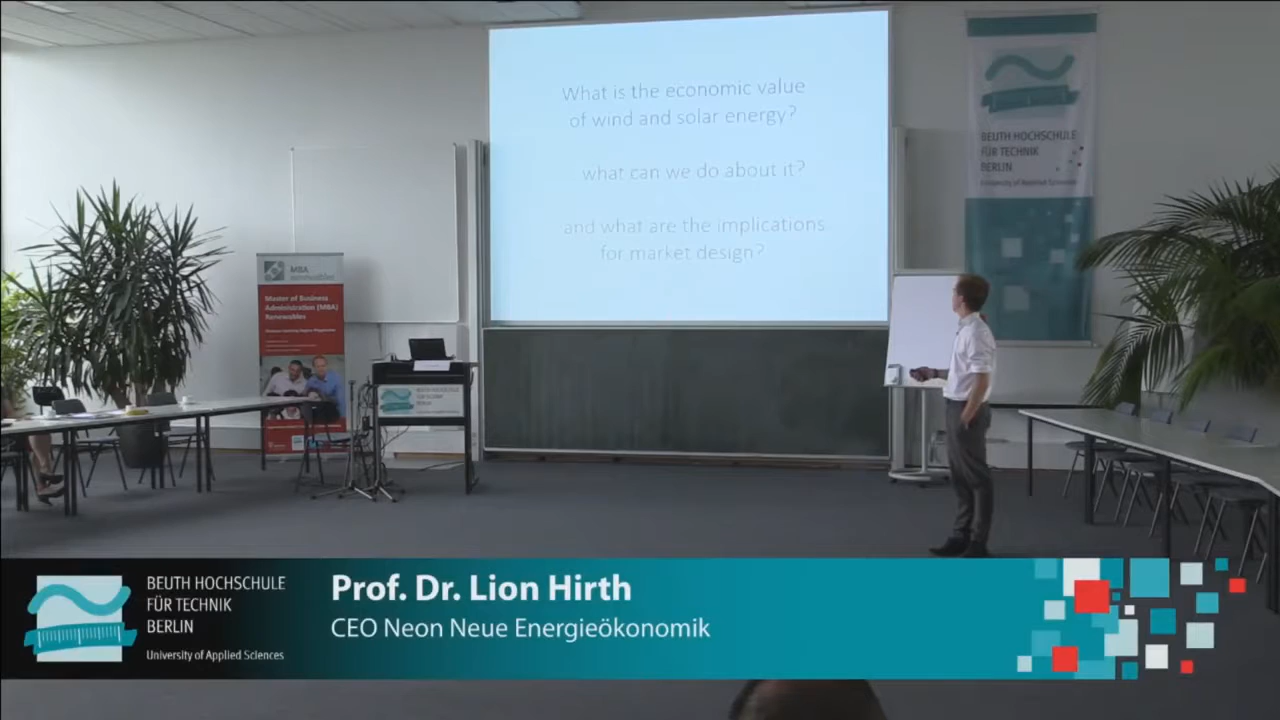 What is the economic value
of wind and solar energy?
what can we do about it?
and what are the implications
for market design?
BEUTH HOCHSCHULE
FÜR TECHNIK
BERLIN
University of Applied Sciences
MBA
renewables
Master of Business
Administration (MBA)
Renewables
BEUTH HOCHSCHULE
FÜR TECHNIK
BERLIN
University of Applied Sciences
Prof. Dr. Lion Hirth
CEO Neon Neue Energieökonomik